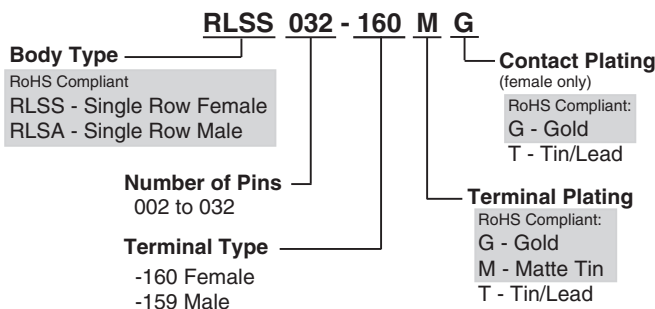 RLSS 032 - 160 M G
Body Type
RoHS Compliant
RLSS - Single Row Female
RLSA - Single Row Male
Number of Pins
002 to 032
Terminal Type
-160 Female
-159 Male
Contact Plating
(female only)
RoHS Compliant:
G - Gold
T - Tin/Lead
Terminal Plating
RoHS Compliant:
G - Gold
M - Matte Tin
T - Tin/Lead